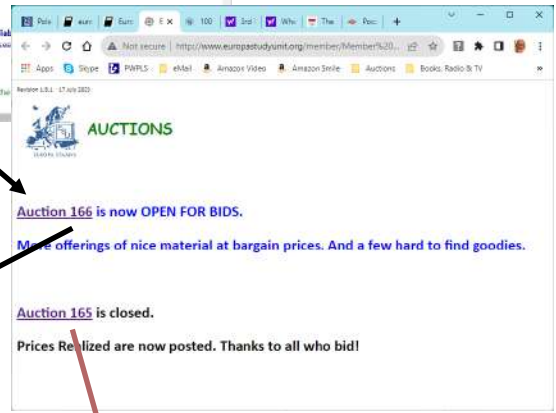 Not secure | http://www.europastudyunit.org/member/Member%20...
Apps Skype PWPLS eMail Amazon Video Amazon Smile Auctions Books, Radio & TV
AUCTIONS
Auction 166 is now OPEN FOR BIDS.
More offerings of nice material at bargain prices. And a few hard to find goodies.
Auction 165 is closed.
Prices Realized are now posted. Thanks to all who bid!